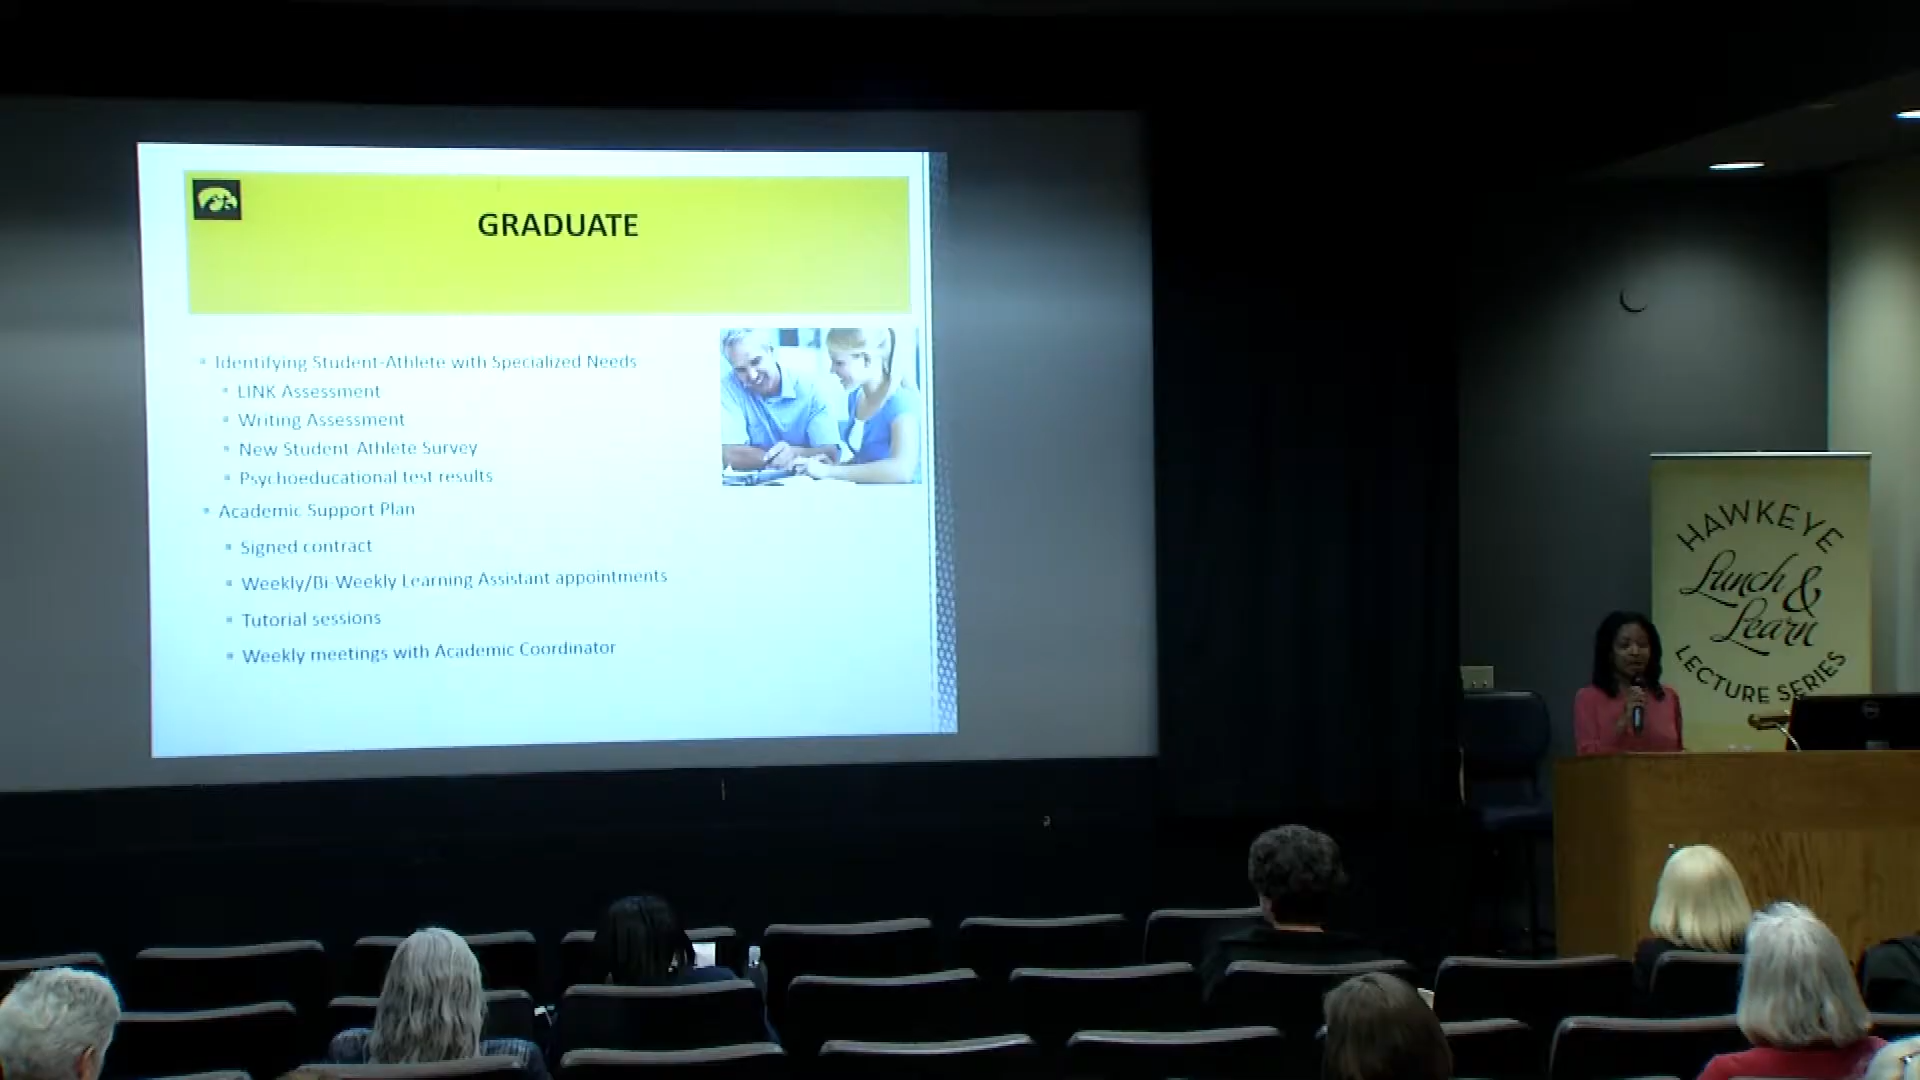 GRADUATE
Identifying Student-Athlete with Specialized Needs
LINK Assessment
Writing Assessment
New Student Athlete Survey
Psychoeducational test results
Academic Support Plan
Signed contract
Weekly/Bi-Weekly Learning Assistant appointments
Tutorial sessions
Weekly meetings with Academic Coordinator
HAWKEYE
Lunch &
Learn
LECTURE SERIES